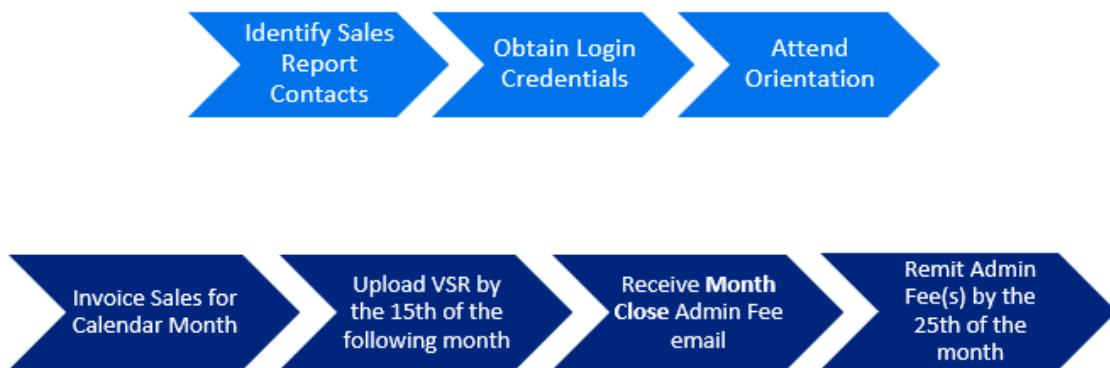 Identify Sales
Report
Contacts
Obtain Login
Credentials
Attend
Orientation
Invoice Sales for
Calendar Month
Upload VSR by
the 15th of the
following month
Receive Month
Close Admin Fee
email
Remit Admin
Fee(s) by the
25th of the
month